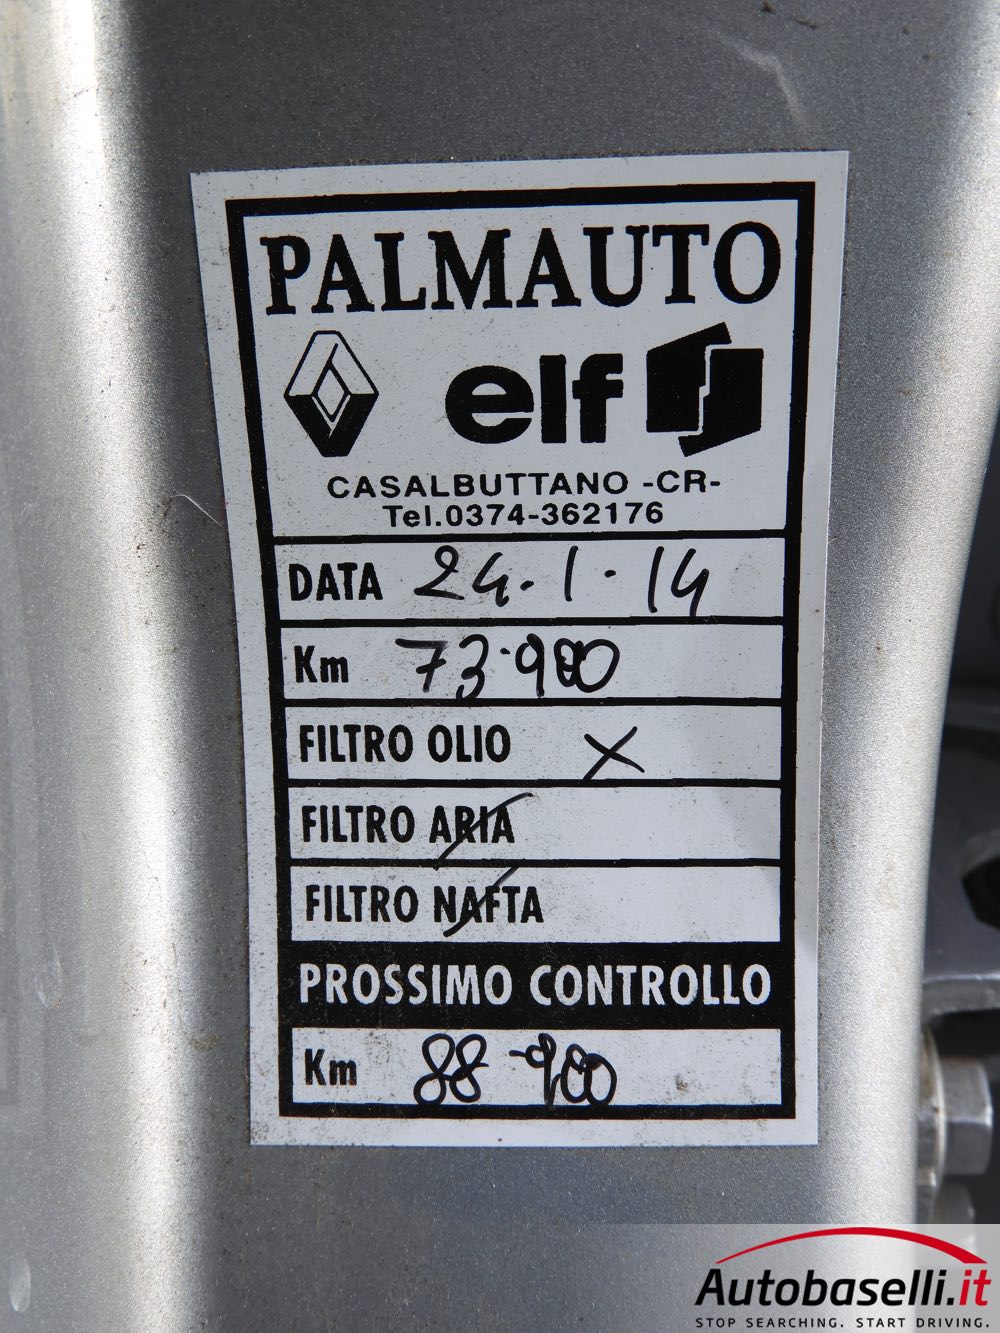 PALMAUTO
elf
CASALBUTTANO -CR-
Tel.0374-362176
DATA 24.1.14
Km 73.900
FILTRO OLIO X
FILTRO ARIA
FILTRO NAFTA
PROSSIMO CONTROLLO
Km 88.900
Autobaselli.it
STOP SEARCHING. START DRIVING.